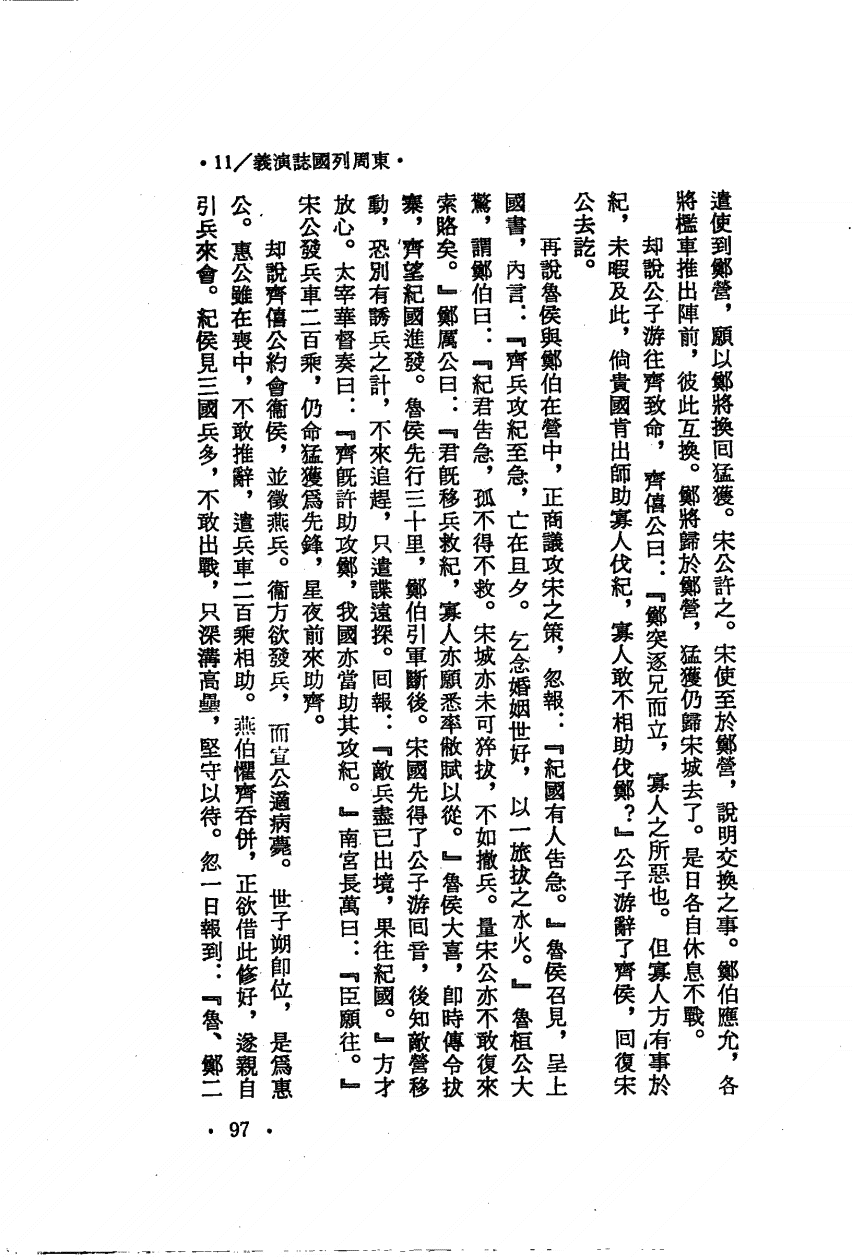 ・11／義演誌國列周東・
遣使到鄭營，願以鄭將換回猛獲。宋公許之。宋使至於鄭營，說明交換之事。鄭伯應允，各
將檻車推出陣前，彼此互換。鄭將歸於鄭營，猛獲仍歸宋城去了。是日各自休息不戰。
却說公子游往齊致命，齊僖公曰：『鄭突逐兄而立，寡人之所惡也。但寡人方有事於
紀，未暇及此，倘貴國肯出師助寡人伐紀，寡人敢不相助伐鄭？』公子游辭了齊侯，回復宋
公去訖。
再說魯侯與鄭伯在營中，正商議攻宋之策，忽報：『紀國有人告急。』魯侯召見，呈上
國書，內言：『齊兵攻紀至急，亡在旦夕。乞念婚姻世好，以一旅拔之水火。』魯桓公大
驚，謂鄭伯曰：『紀君告急，孤不得不救。宋城亦未可猝拔，不如撤兵。量宋公亦不敢復來
索賂矣。』鄭厲公曰：『君既移兵救紀，寡人亦願悉率敝賦以從。』魯侯大喜，卽時傳令拔
寨，齊望紀國進發。魯侯先行三十里，鄭伯引軍斷後。宋國先得了公子游回音，後知敵營移
動，恐別有誘兵之計，不來追趕，只遣諜遠探。回報：『敵兵盡已出境，果往紀國。』方才
放心。太宰華督奏曰：『齊既許助攻鄭，我國亦當助其攻紀。』南宮長萬曰：『臣願往。』
宋公發兵車二百乘，仍命猛獲爲先鋒，星夜前來助齊。
却說齊僖公約會衞侯，並徵燕兵。衞方欲發兵，而宣公適病薨。世子朔卽位，是爲惠
公。惠公雖在喪中，不敢推辭，遣兵車二百乘相助。燕伯懼齊吞併，正欲借此修好，遂親自
引兵來會。紀侯見三國兵多，不敢出戰，只深溝高壘，堅守以待。忽一日報到：『魯、鄭二
・97・